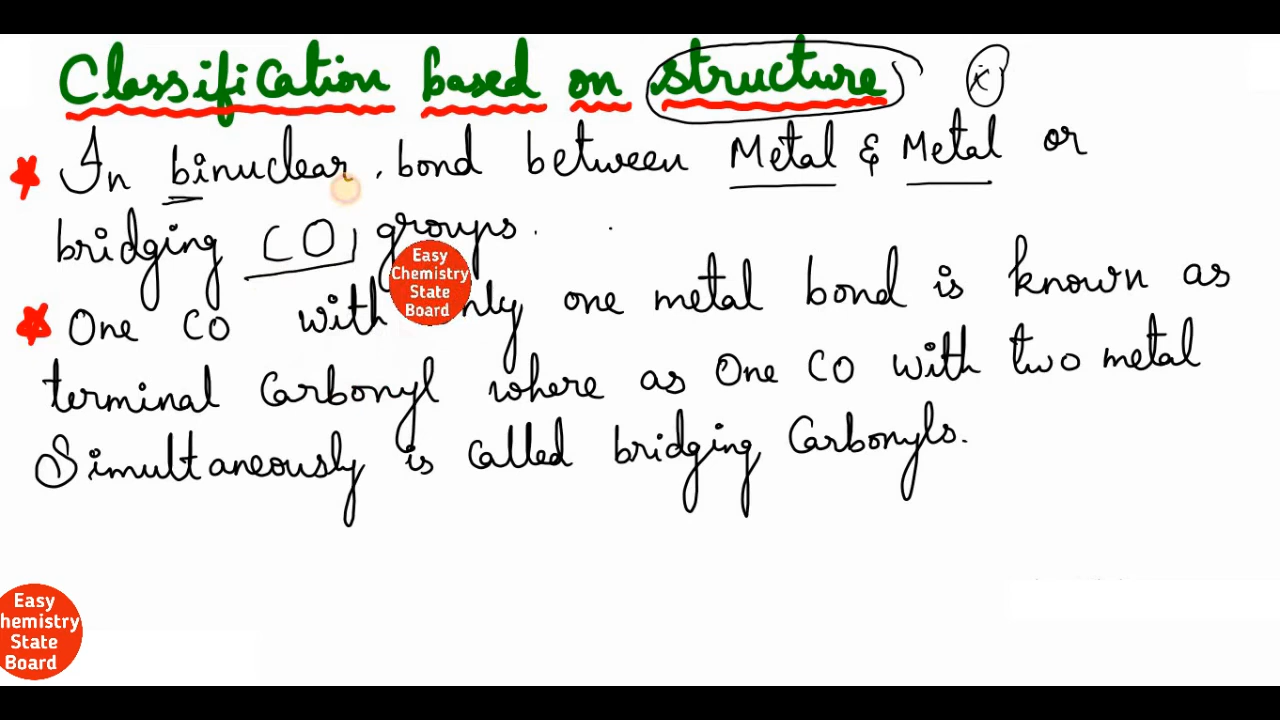 Classification based on structure
In binuclear, bond between Metal & Metal or
bridging CO groups.
Easy
Chemistry
State
Board
One CO with only one metal bond is known as
terminal Carbonyl where as One CO with two metal
Simultaneously is called bridging Carbonyls.
Easy
Chemistry
State
Board